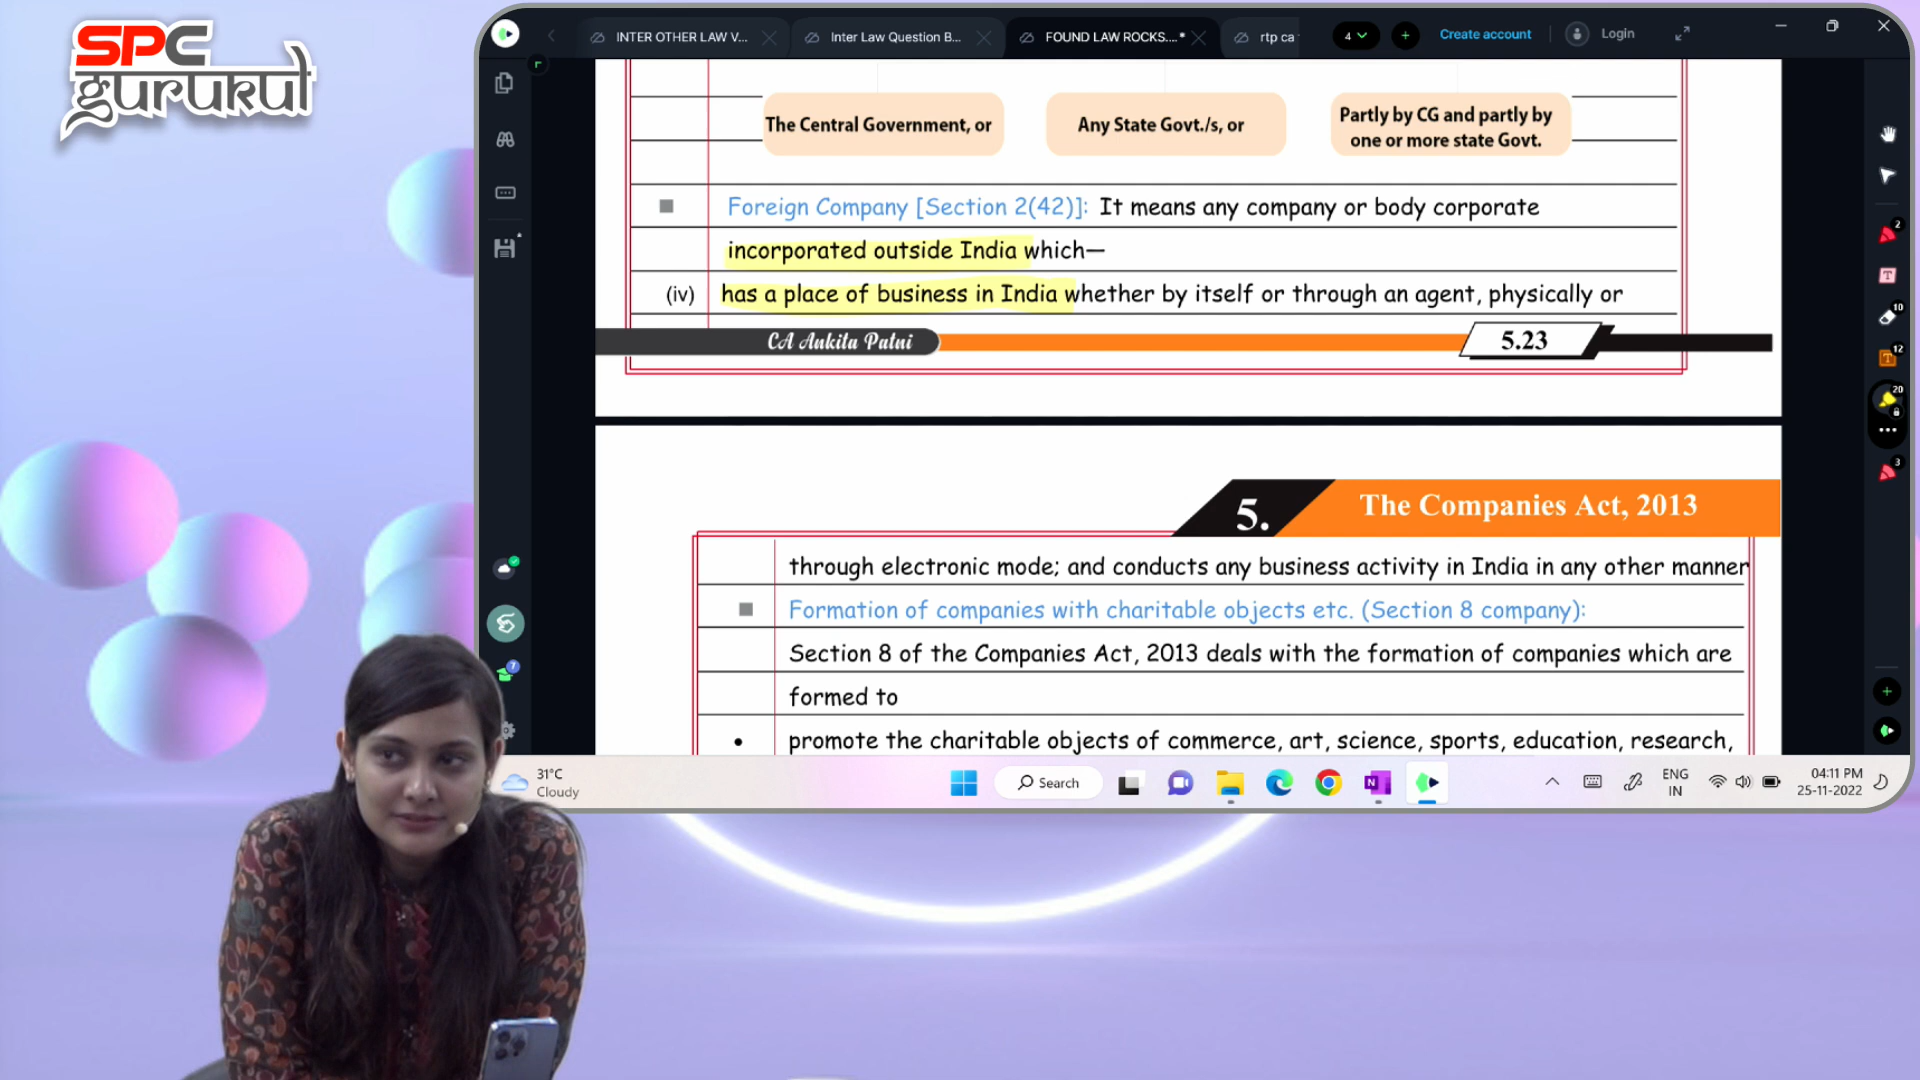 SPC
gurukul
INTER OTHER LAW V...
Inter Law Question B...
FOUND LAW ROCKS....*
rtp ca
4
Create account
Login
The Central Government, or
Any State Govt./s, or
Partly by CG and partly by
one or more state Govt.
Foreign Company [Section 2(42)]: It means any company or body corporate
incorporated outside India which—
(iv) has a place of business in India whether by itself or through an agent, physically or
CA Ankita Patni
5.23
5. The Companies Act, 2013
through electronic mode; and conducts any business activity in India in any other manner
Formation of companies with charitable objects etc. (Section 8 company):
Section 8 of the Companies Act, 2013 deals with the formation of companies which are
formed to
• promote the charitable objects of commerce, art, science, sports, education, research,
2
10
12
20
3
7
31°C
Cloudy
Search
ENG
IN
04:11 PM
25-11-2022